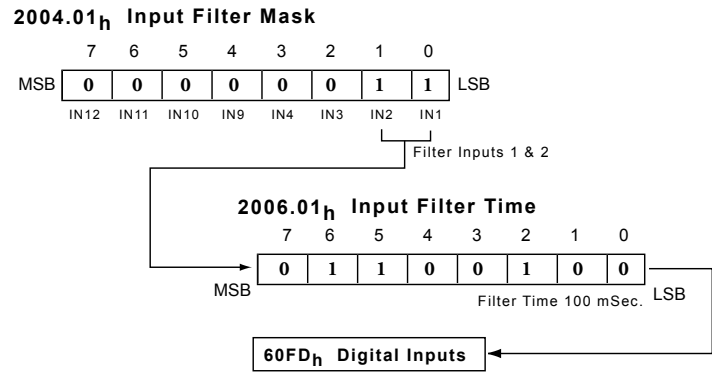 2004.01h Input Filter Mask
7 6 5 4 3 2 1 0
MSB 0 0 0 0 0 0 1 1 LSB
IN12 IN11 IN10 IN9 IN4 IN3 IN2 IN1
Filter Inputs 1 & 2
2006.01h Input Filter Time
7 6 5 4 3 2 1 0
0 1 1 0 0 1 0 0
MSB Filter Time 100 mSec. LSB
60FDh Digital Inputs